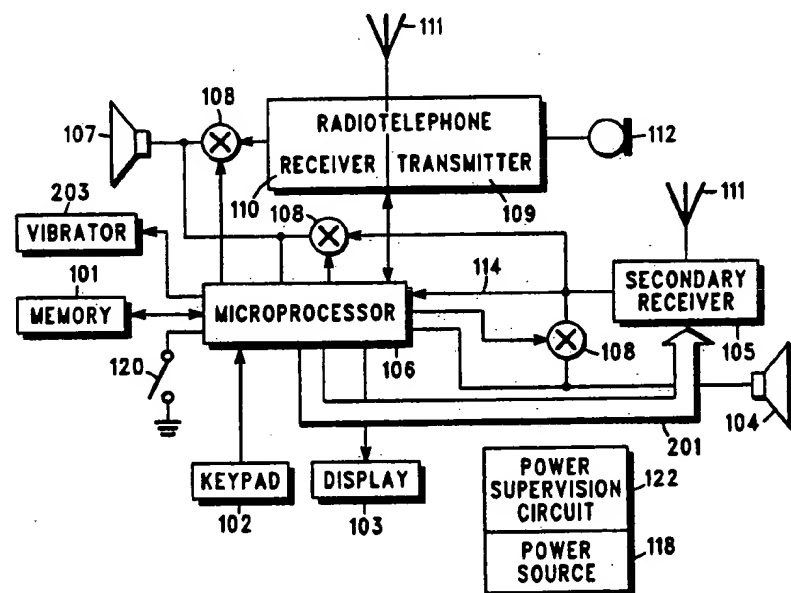 111
108
107
RADIOTELEPHONE
RECEIVER TRANSMITTER
112
110
109
203
VIBRATOR
108
111
101
MEMORY
114
SECONDARY
RECEIVER
MICROPROCESSOR
106
108
105
120
104
201
KEYPAD
102
DISPLAY
103
POWER
SUPERVISION
CIRCUIT
122
POWER
SOURCE
118